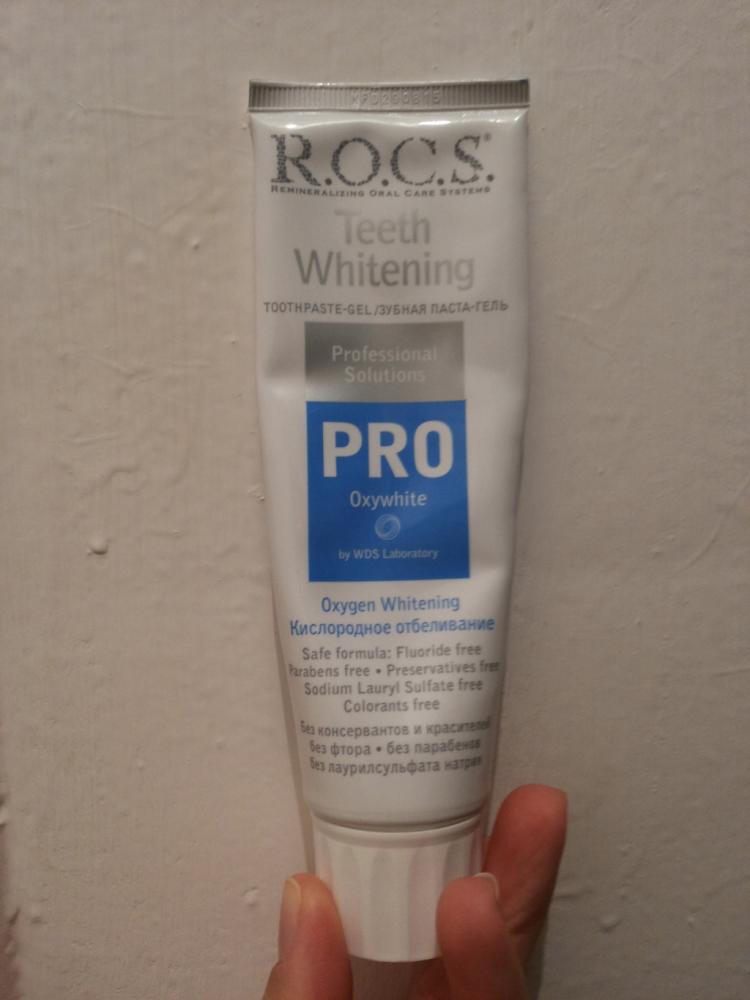 R.O.C.S.®
REMINERALIZING ORAL CARE SYSTEMS
Teeth
Whitening
TOOTHPASTE-GEL/ЗУБНАЯ ПАСТА-ГЕЛЬ
Professional
Solutions
PRO
Oxywhite
by WDS Laboratory
Oxygen Whitening
Кислородное отбеливание
Safe formula: Fluoride free
Parabens free • Preservatives free
Sodium Lauryl Sulfate free
Colorants free
Без консервантов и красителей
без фтора • без парабенов
без лаурилсульфата натрия